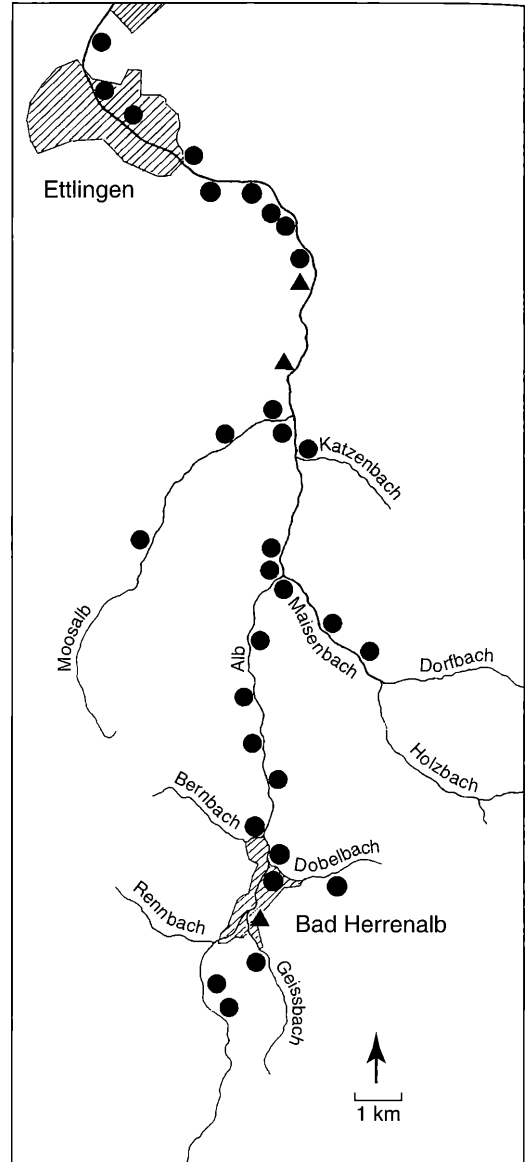 Ettlingen
Katzenbach
Moosalb
Alb
Maisenbach
Dorfbach
Holzbach
Bernbach
Dobelbach
Rennbach
Bad Herrenalb
Geissbach
1 km